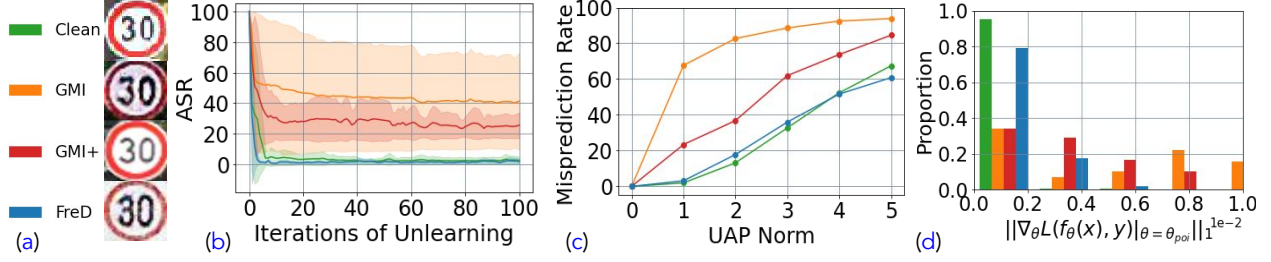 Clean
30
GMI
30
GMI+
30
FreD
30
(a)
ASR
100
80
60
40
20
0
0 20 40 60 80 100
Iterations of Unlearning
(b)
Misprediction Rate
100
80
60
40
20
0
0 1 2 3 4 5
UAP Norm
(c)
Proportion
1.0
0.8
0.6
0.4
0.2
0.0
0.0 0.2 0.4 0.6 0.8 1.0
1e−2
||∇θL(fθ(x), y)|θ=θpoi||1
(d)